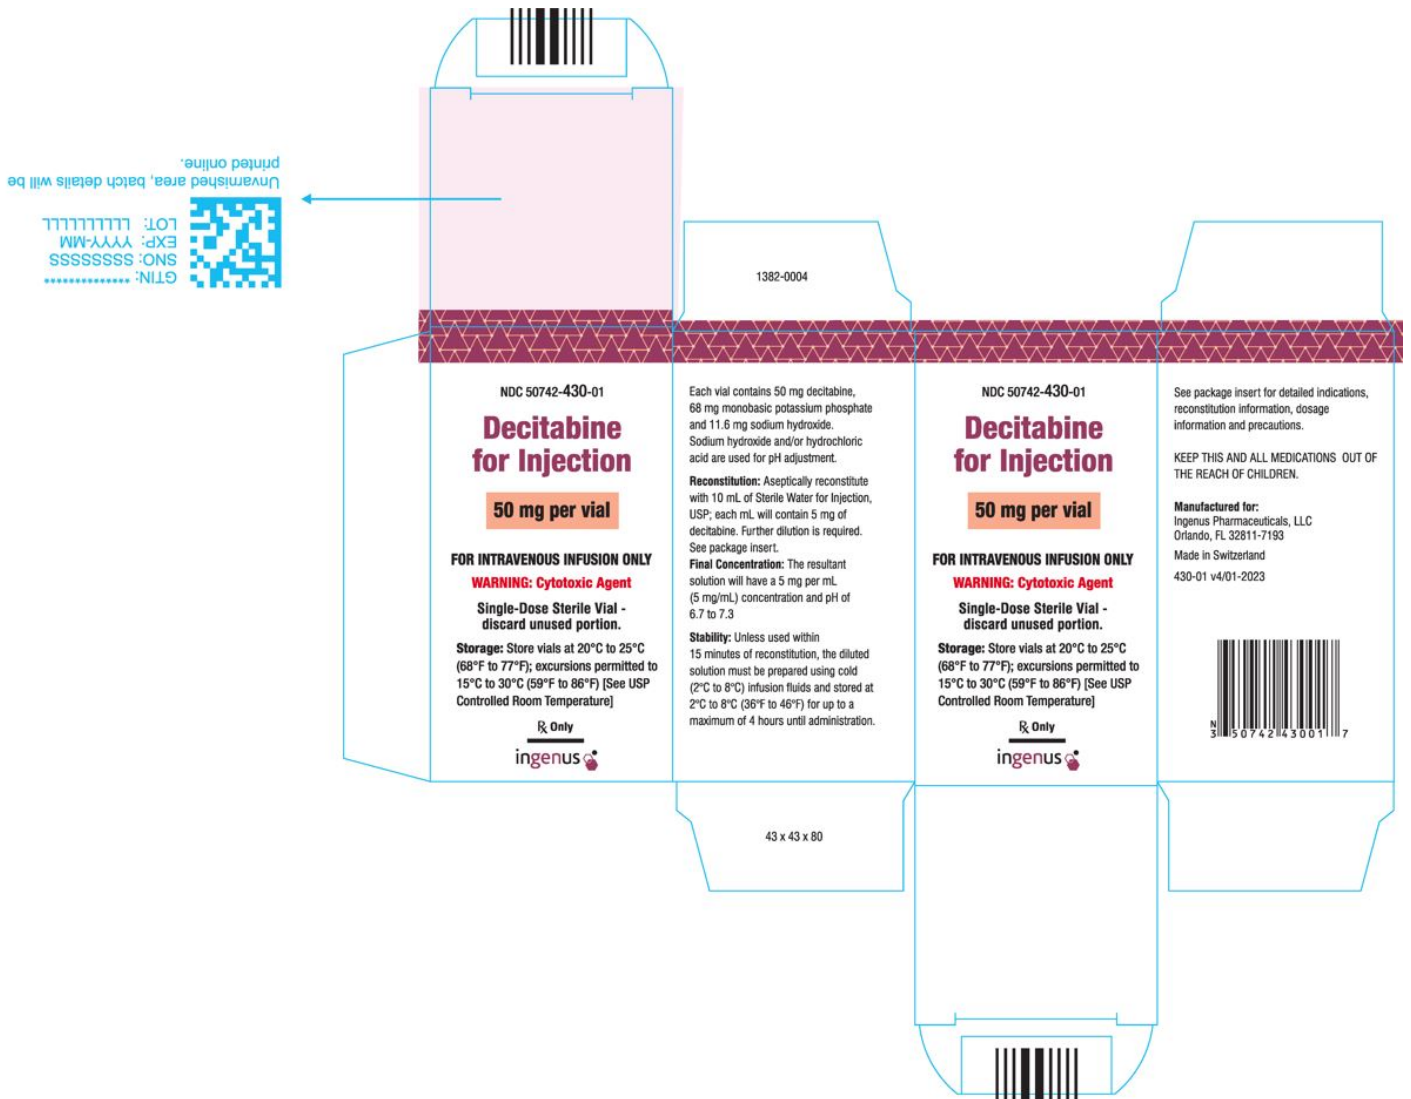 Unvarnished area, batch details will be
printed online.
GTIN: **************
SNO: SSSSSSSSS
EXP: YYYY-MM
LOT: LLLLLLLLLL
1382-0004
NDC 50742-430-01
Decitabine
for Injection
50 mg per vial
FOR INTRAVENOUS INFUSION ONLY
WARNING: Cytotoxic Agent
Single-Dose Sterile Vial -
discard unused portion.
Storage: Store vials at 20°C to 25°C
(68°F to 77°F); excursions permitted to
15°C to 30°C (59°F to 86°F) [See USP
Controlled Room Temperature]
℞ Only
ingenus
Each vial contains 50 mg decitabine,
68 mg monobasic potassium phosphate
and 11.6 mg sodium hydroxide.
Sodium hydroxide and/or hydrochloric
acid are used for pH adjustment.
Reconstitution: Aseptically reconstitute
with 10 mL of Sterile Water for Injection,
USP; each mL will contain 5 mg of
decitabine. Further dilution is required.
See package insert.
Final Concentration: The resultant
solution will have a 5 mg per mL
(5 mg/mL) concentration and pH of
6.7 to 7.3
Stability: Unless used within
15 minutes of reconstitution, the diluted
solution must be prepared using cold
(2°C to 8°C) infusion fluids and stored at
2°C to 8°C (36°F to 46°F) for up to a
maximum of 4 hours until administration.
43 x 43 x 80
NDC 50742-430-01
Decitabine
for Injection
50 mg per vial
FOR INTRAVENOUS INFUSION ONLY
WARNING: Cytotoxic Agent
Single-Dose Sterile Vial -
discard unused portion.
Storage: Store vials at 20°C to 25°C
(68°F to 77°F); excursions permitted to
15°C to 30°C (59°F to 86°F) [See USP
Controlled Room Temperature]
℞ Only
ingenus
See package insert for detailed indications,
reconstitution information, dosage
information and precautions.
KEEP THIS AND ALL MEDICATIONS OUT OF
THE REACH OF CHILDREN.
Manufactured for:
Ingenus Pharmaceuticals, LLC
Orlando, FL 32811-7193
Made in Switzerland
430-01 v4/01-2023
N
3 50742 43001 7